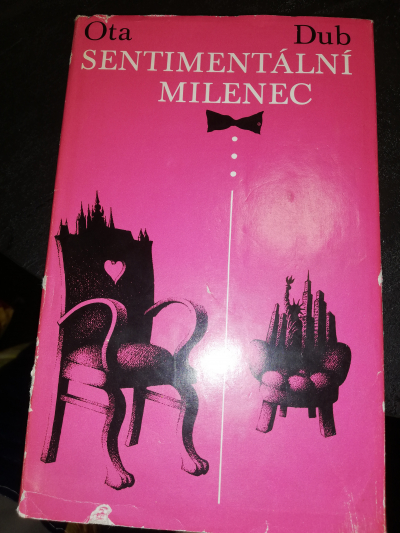 Ota Dub
SENTIMENTÁLNÍ
MILENEC